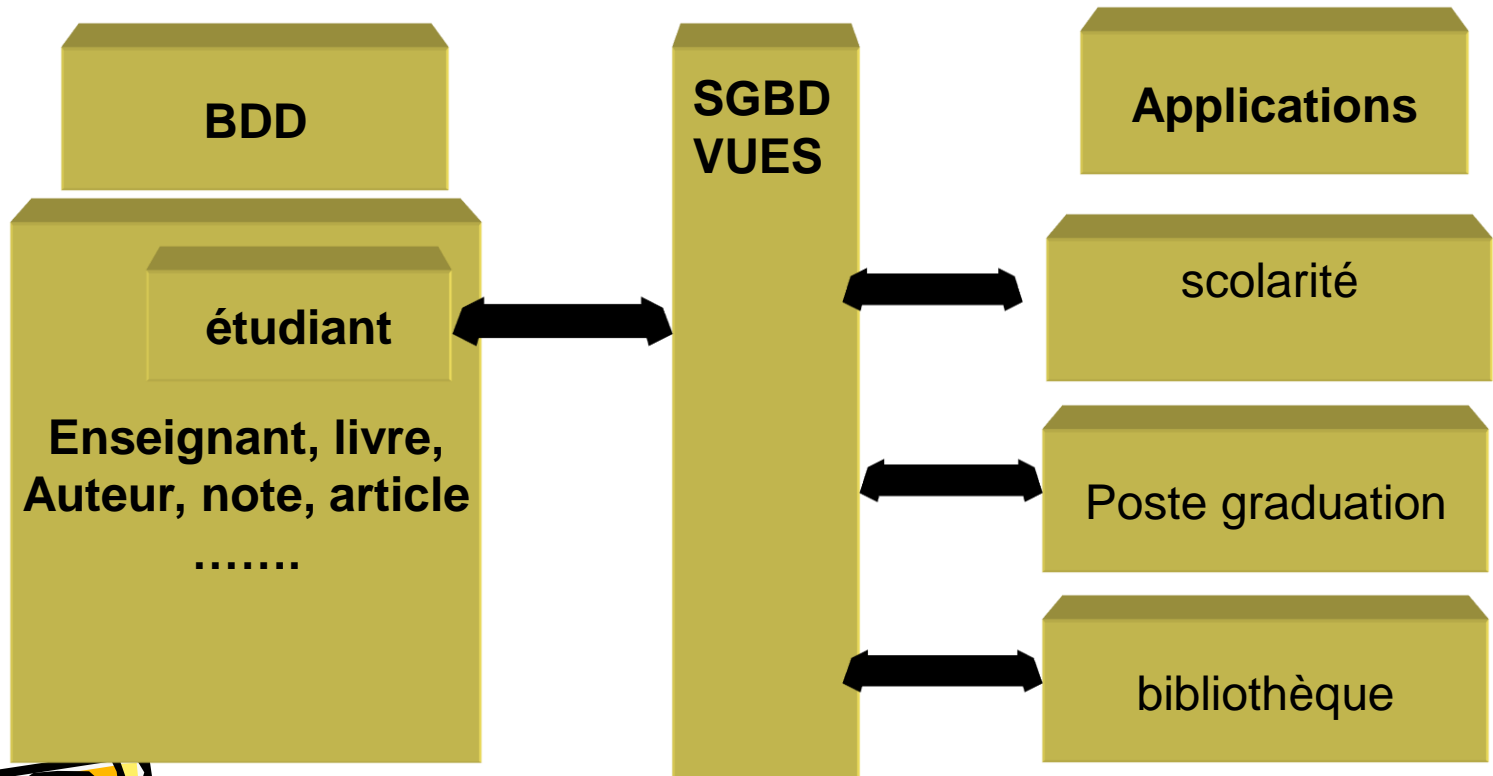 BDD
étudiant
Enseignant, livre,
Auteur, note, article
…….
SGBD
VUES
Applications
scolarité
Poste graduation
bibliothèque